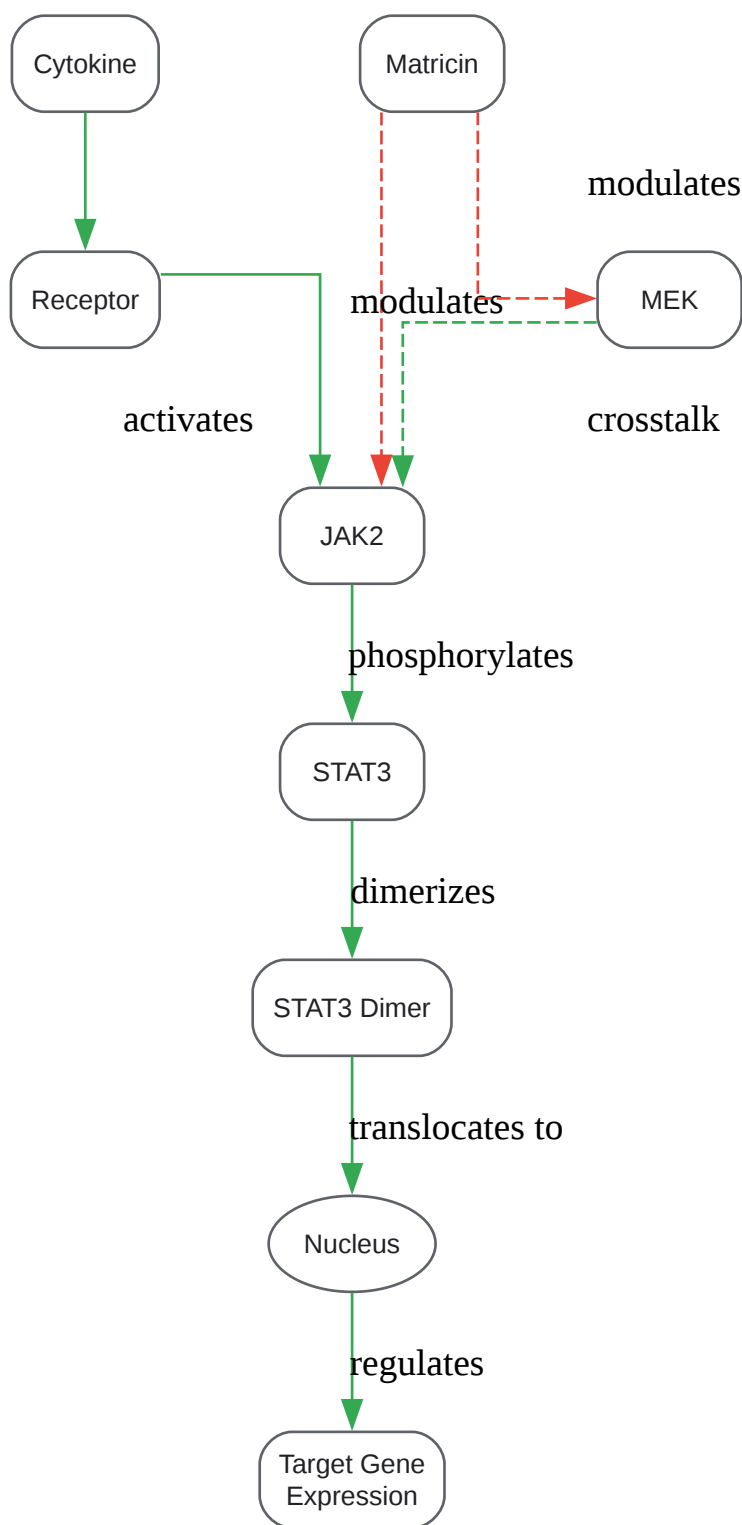 Cytokine
Matricin
modulates
Receptor
modulates
MEK
activates
crosstalk
JAK2
phosphorylates
STAT3
dimerizes
STAT3 Dimer
translocates to
Nucleus
regulates
Target Gene
Expression